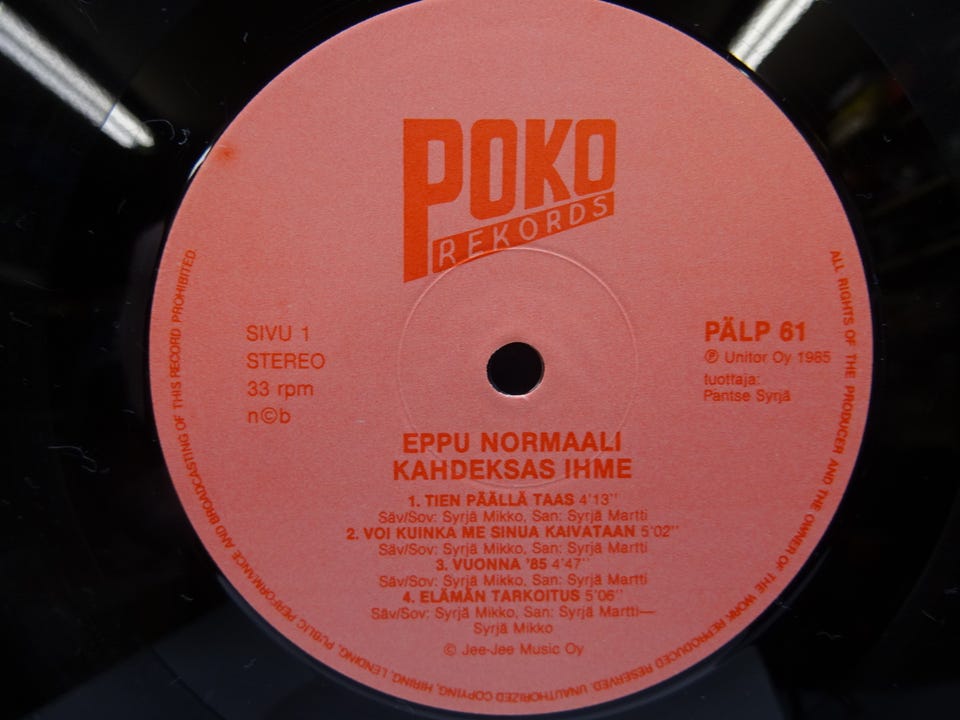 POKO
REKORDS
SIVU 1
STEREO
33 rpm
n©b
PÄLP 61
℗ Unitor Oy 1985
tuottaja:
Pantse Syrjä
EPPU NORMAALI
KAHDEKSAS IHME
1. TIEN PÄÄLLÄ TAAS 4'13''
Säv/Sov: Syrjä Mikko, San: Syrjä Martti
2. VOI KUINKA ME SINUA KAIVATAAN 5'02''
Säv/Sov: Syrjä Mikko, San: Syrjä Martti
3. VUONNA '85 4'47''
Säv/Sov: Syrjä Mikko, San: Syrjä Martti
4. ELÄMÄN TARKOITUS 5'06''
Säv/Sov: Syrjä Mikko, San: Syrjä Martti—
Syrjä Mikko
© Jee-Jee Music Oy
ALL RIGHTS OF THE PRODUCER AND THE OWNER OF THE WORK REPRODUCED RESERVED. UNAUTHORIZED COPYING, HIRING, LENDING, PUBLIC PERFORMANCE AND BROADCASTING OF THIS RECORD PROHIBITED